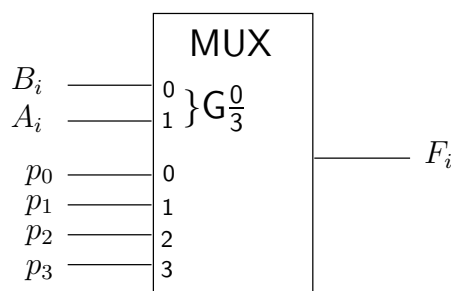 MUX
B_i 0
A_i 1 }G 0/3
p_0 0
F_i
p_1 1
p_2 2
p_3 3